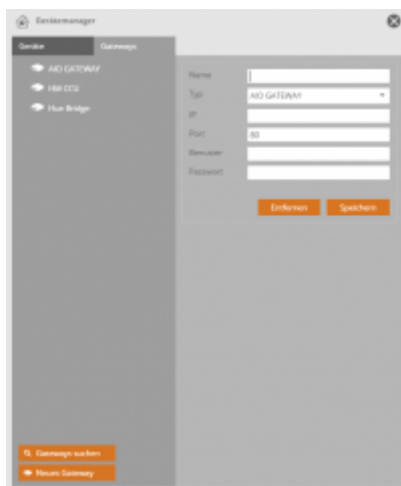 Gerätemanager
Geräte Gateways
AIO GATEWAY
HM CCU
Hue Bridge
Name
Typ AIO GATEWAY
IP
Port 80
Benutzer
Passwort
Entfernen Speichern
Gateways suchen
Neues Gateway